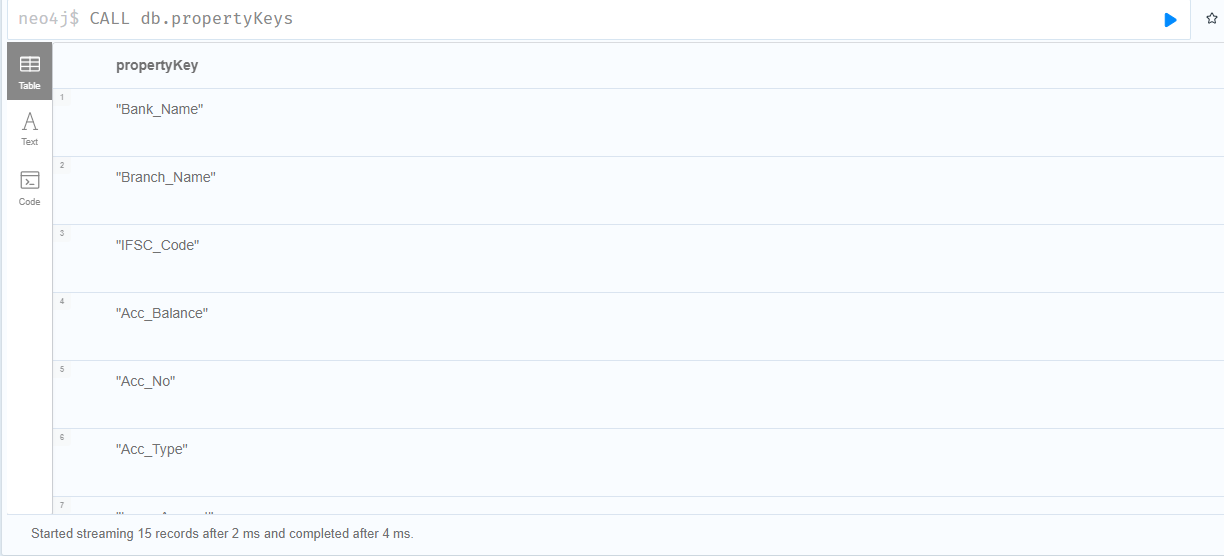 neo4j$ CALL db.propertyKeys
propertyKey
Table
1
"Bank_Name"
Text
2
"Branch_Name"
Code
3
"IFSC_Code"
4
"Acc_Balance"
5
"Acc_No"
6
"Acc_Type"
7
Started streaming 15 records after 2 ms and completed after 4 ms.